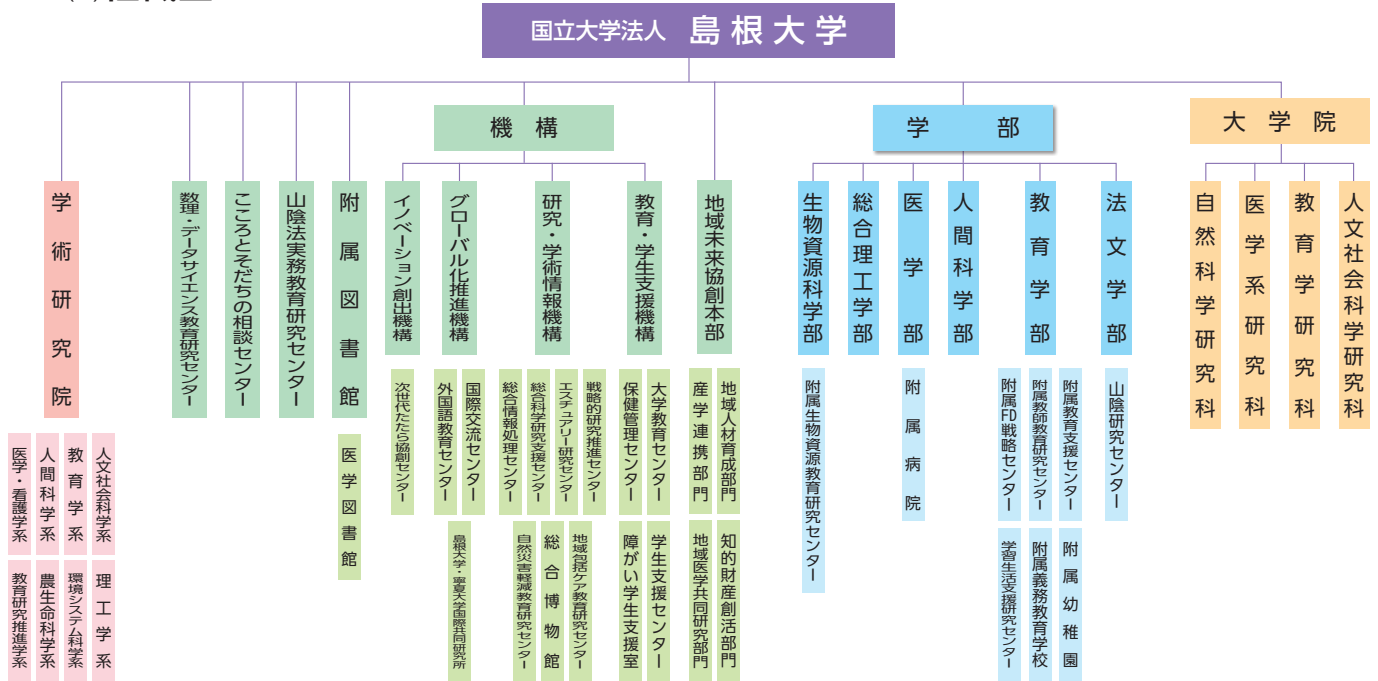 国立大学法人 島根大学
機構
学部
大学院
学術研究院
数理・データサイエンス教育研究センター
こころとそだちの相談センター
山陰法実務教育研究センター
附属図書館
イノベーション創出機構
グローバル化推進機構
研究・学術情報機構
教育・学生支援機構
地域未来協創本部
生物資源科学部
総合理工学部
医学部
人間科学部
教育学部
法文学部
自然科学研究科
医学系研究科
教育学研究科
人文社会科学研究科
医学・看護学系
人間科学系
教育学系
人文社会科学系
教育研究推進学系
農生命科学系
環境システム科学系
理工学系
医学図書館
次世代たたら協創センター
外国語教育センター
国際交流センター
島根大学・寧夏大学国際共同研究所
総合情報処理センター
総合科学研究支援センター
エスチュアリー研究センター
戦略的研究推進センター
自然災害軽減教育研究センター
総合博物館
地域包括ケア教育研究センター
保健管理センター
大学教育センター
障がい学生支援室
学生支援センター
産学連携部門
地域人材育成部門
地域医学共同研究部門
知的財産創活部門
附属生物資源教育研究センター
附属病院
附属FD戦略センター
附属教師教育研究センター
附属教育支援センター
学習生活支援研究センター
附属義務教育学校
附属幼稚園
山陰研究センター